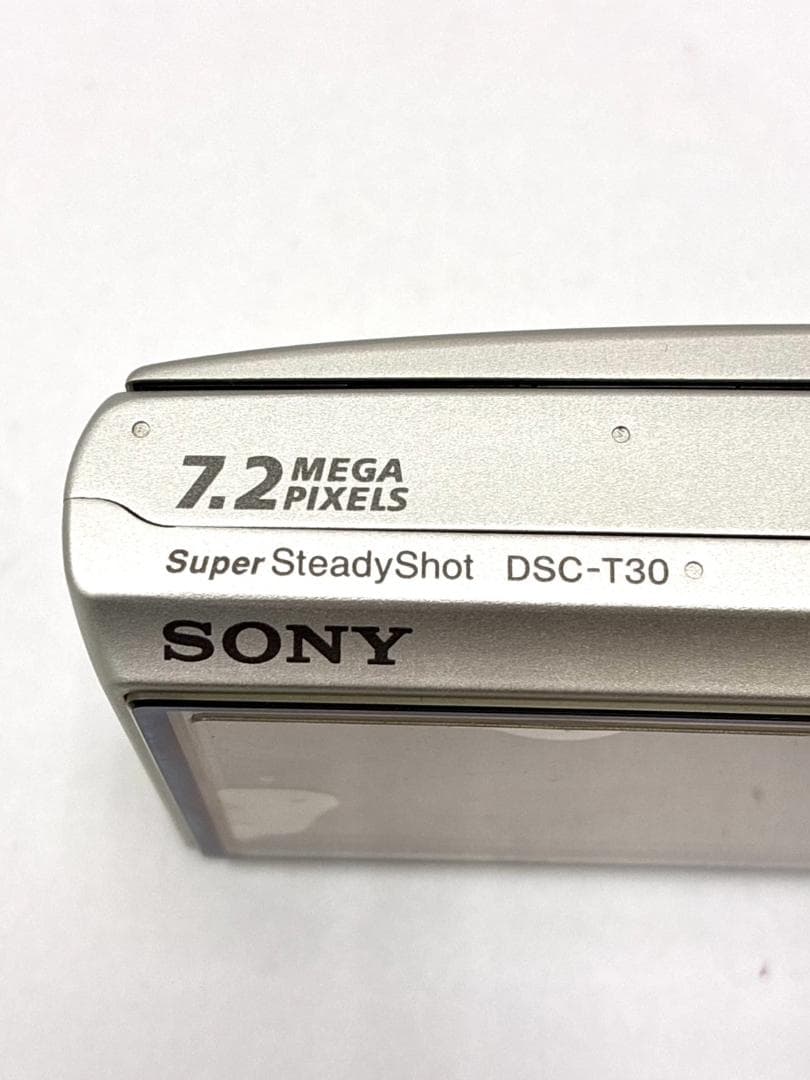 7.2 MEGA
PIXELS
Super SteadyShot DSC-T30
SONY